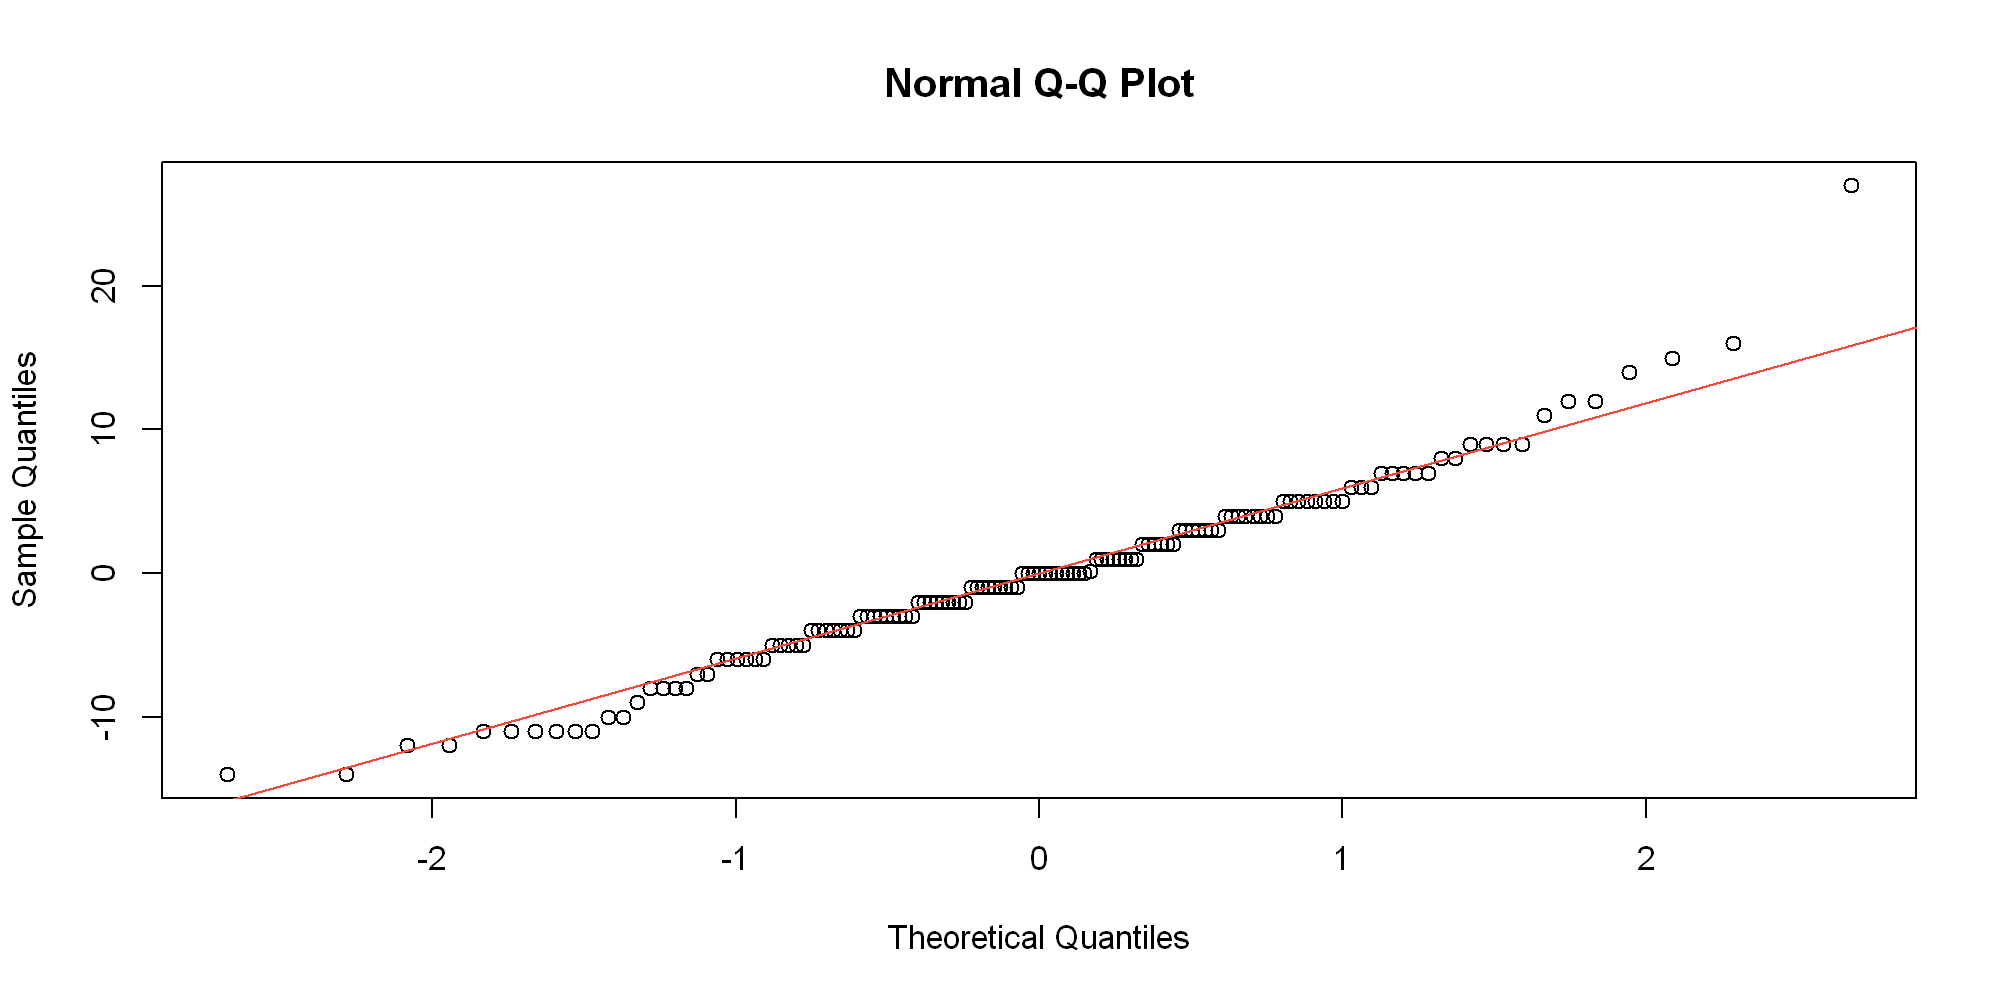 Normal Q-Q Plot
Sample Quantiles
20
10
0
-10
-2 -1 0 1 2
Theoretical Quantiles